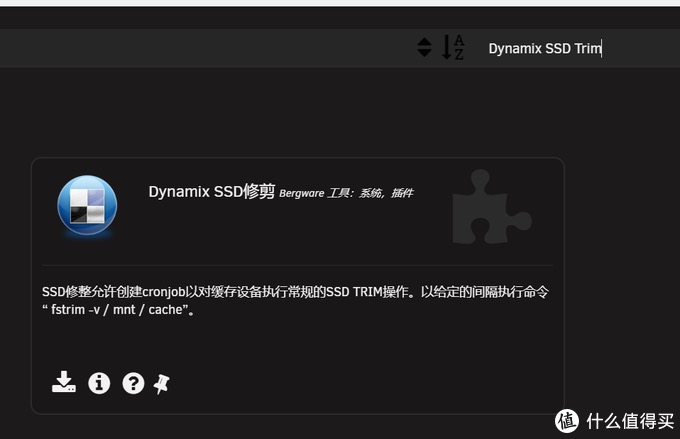 Dynamix SSD Trim
Dynamix SSD修剪 Bergware 工具：系统，插件
SSD修整允许创建cronjob以对缓存设备执行常规的SSD TRIM操作。以给定的间隔执行命令
“ fstrim -v / mnt / cache”。
值 什么值得买